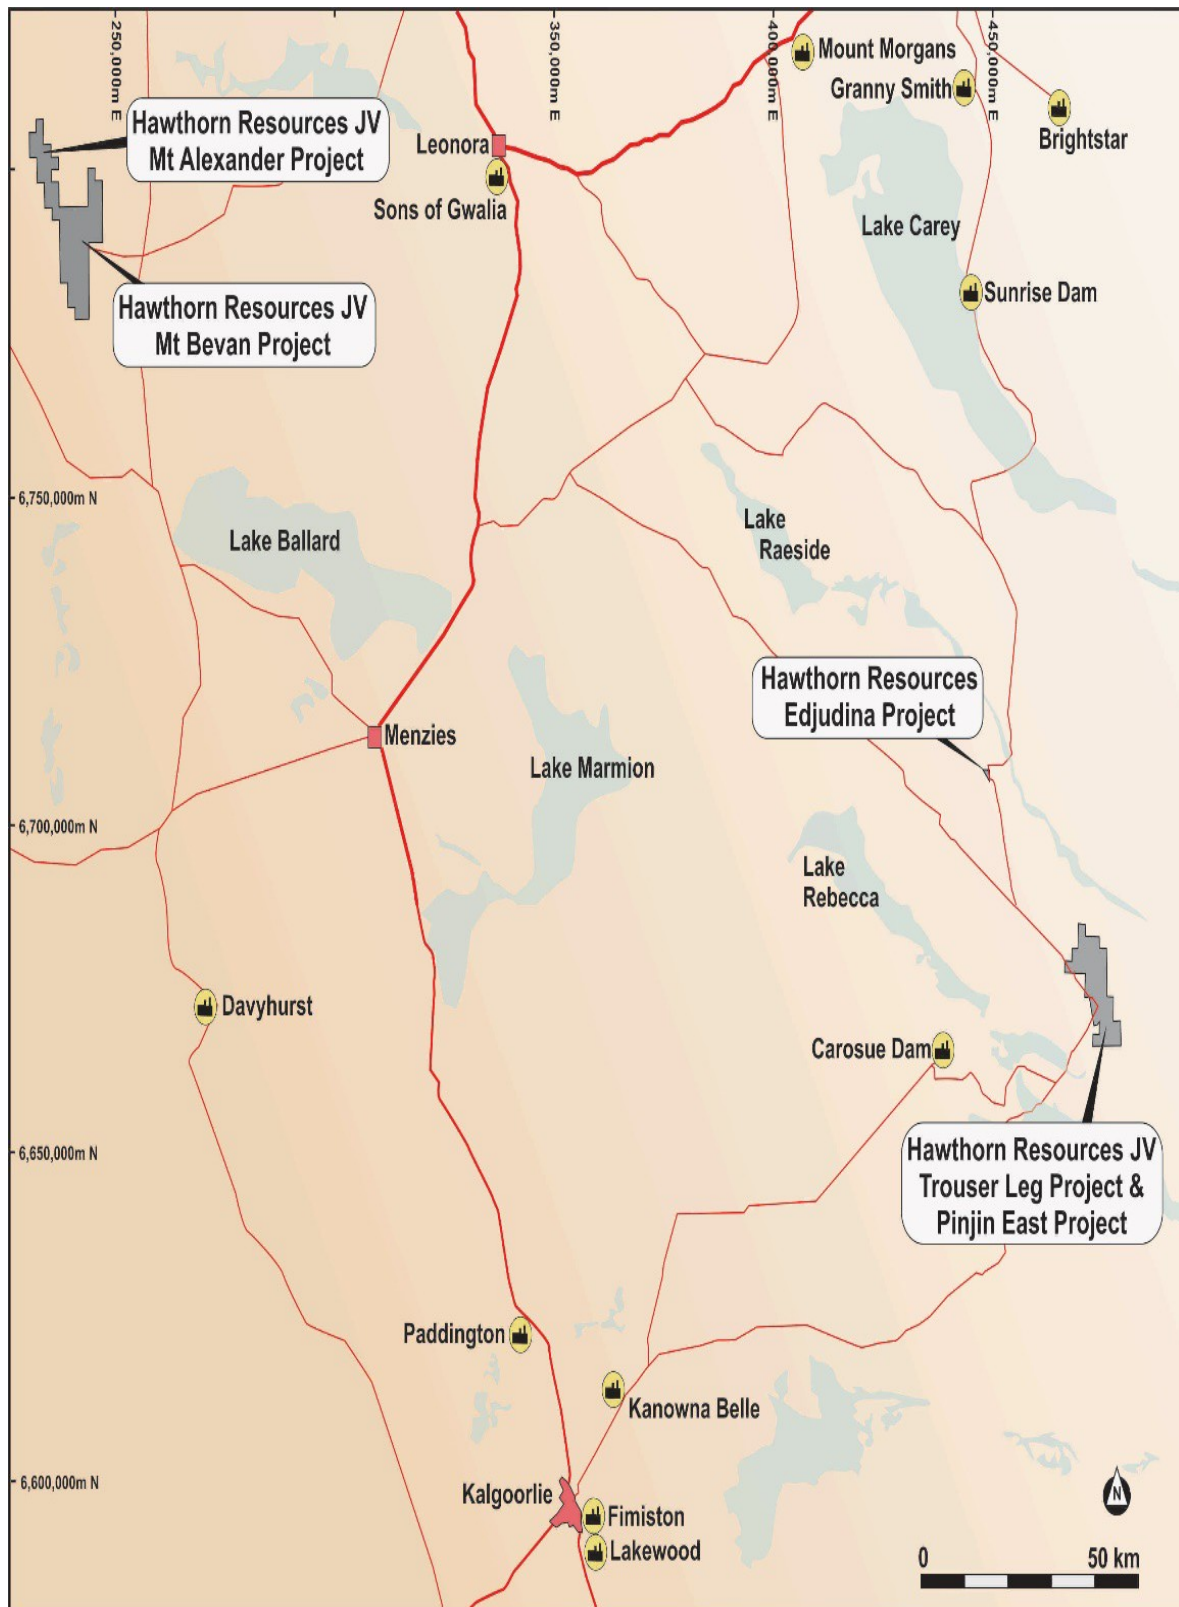 250,000m E
350,000m E
400,000m E
450,000m E
Mount Morgans
Granny Smith
Brightstar
Hawthorn Resources JV
Mt Alexander Project
Leonora
Sons of Gwalia
Lake Carey
Sunrise Dam
Hawthorn Resources JV
Mt Bevan Project
6,750,000m N
Lake Ballard
Lake
Raeside
Hawthorn Resources
Edjudina Project
Menzies
Lake Marmion
6,700,000m N
Lake
Rebecca
Davyhurst
Carosue Dam
6,650,000m N
Hawthorn Resources JV
Trouser Leg Project &
Pinjin East Project
Paddington
Kanowna Belle
6,600,000m N
Kalgoorlie
Fimiston
Lakewood
N
0 50 km